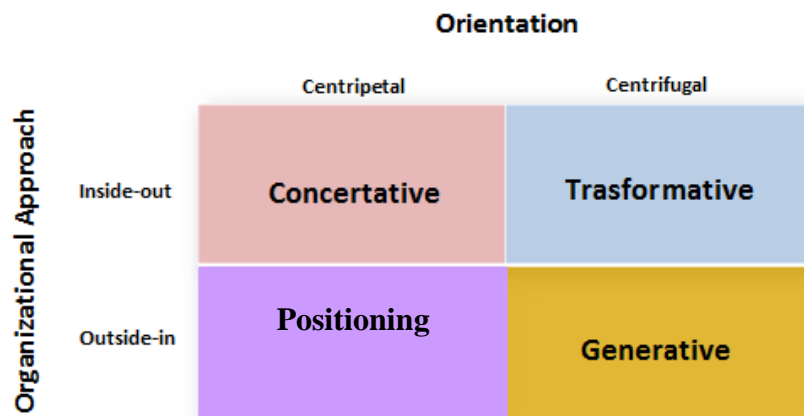 Orientation
Centripetal Centrifugal
Organizational Approach
Inside-out Concertative Trasformative
Outside-in Positioning Generative